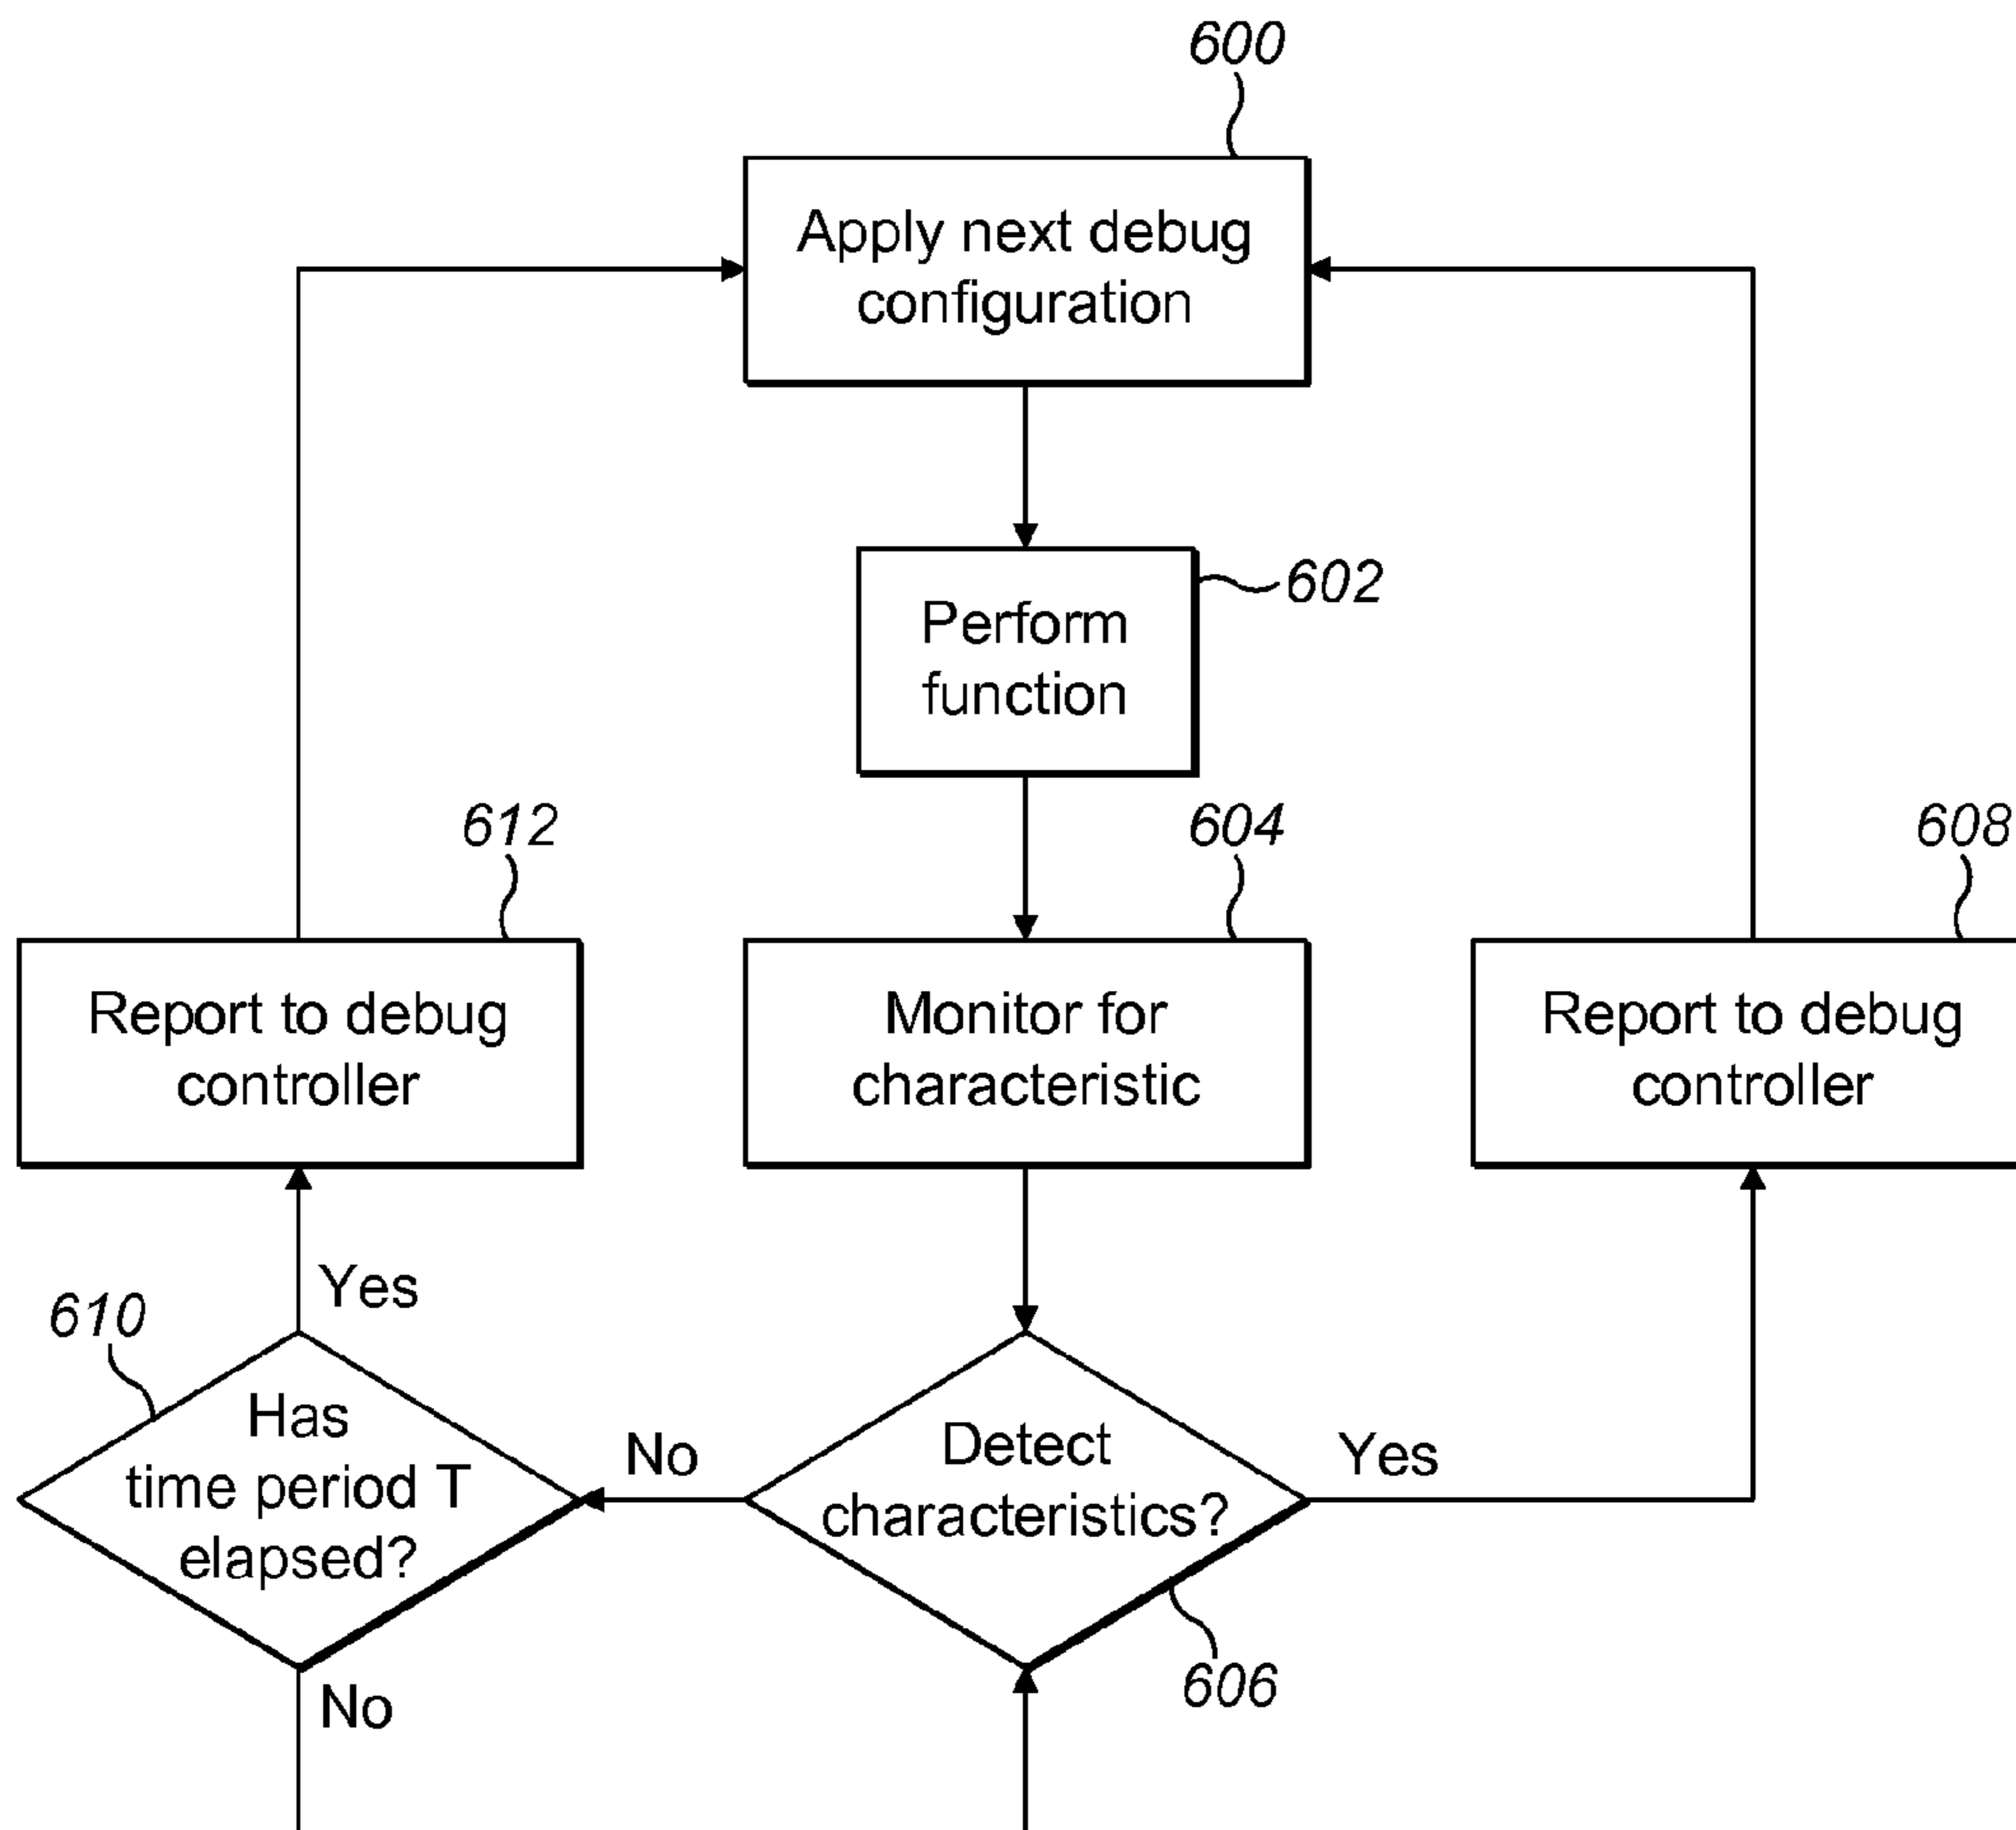 600
Apply next debug
configuration
602
Perform
function
612
604
608
Report to debug
controller
Monitor for
characteristic
Report to debug
controller
Yes
610
Has
time period T
elapsed?
No
Detect
characteristics?
Yes
606
No